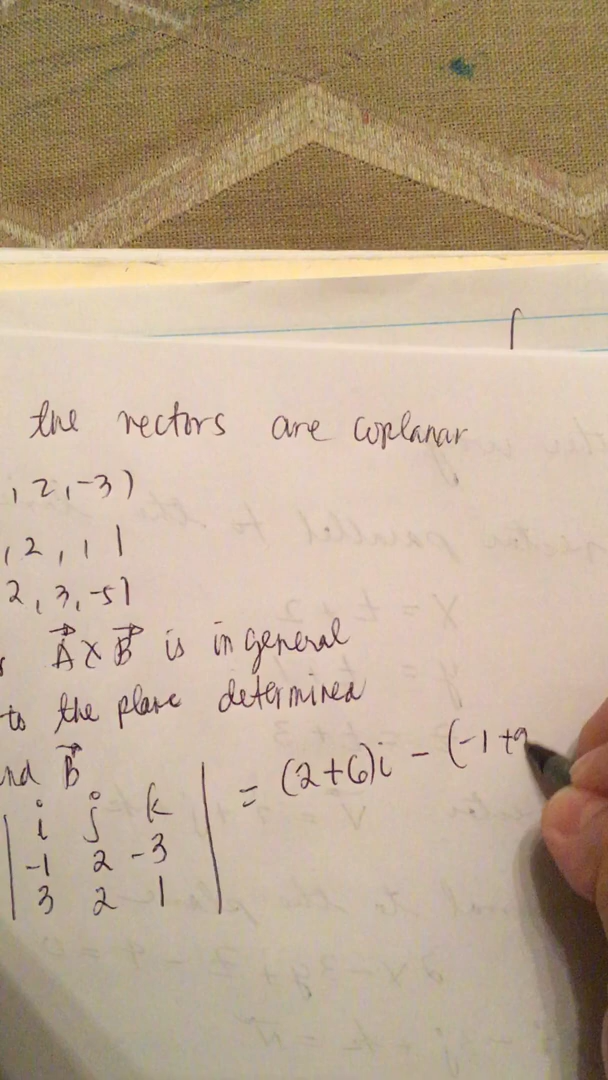 the vectors are coplanar
, 2, -3)
, 2, 1)
2, 3, -5)
A⃗ × B⃗ is in general
to the plane determined
nd B⃗
| i j k | = (2+6)i - (-1+9
-1 2 -3
3 2 1